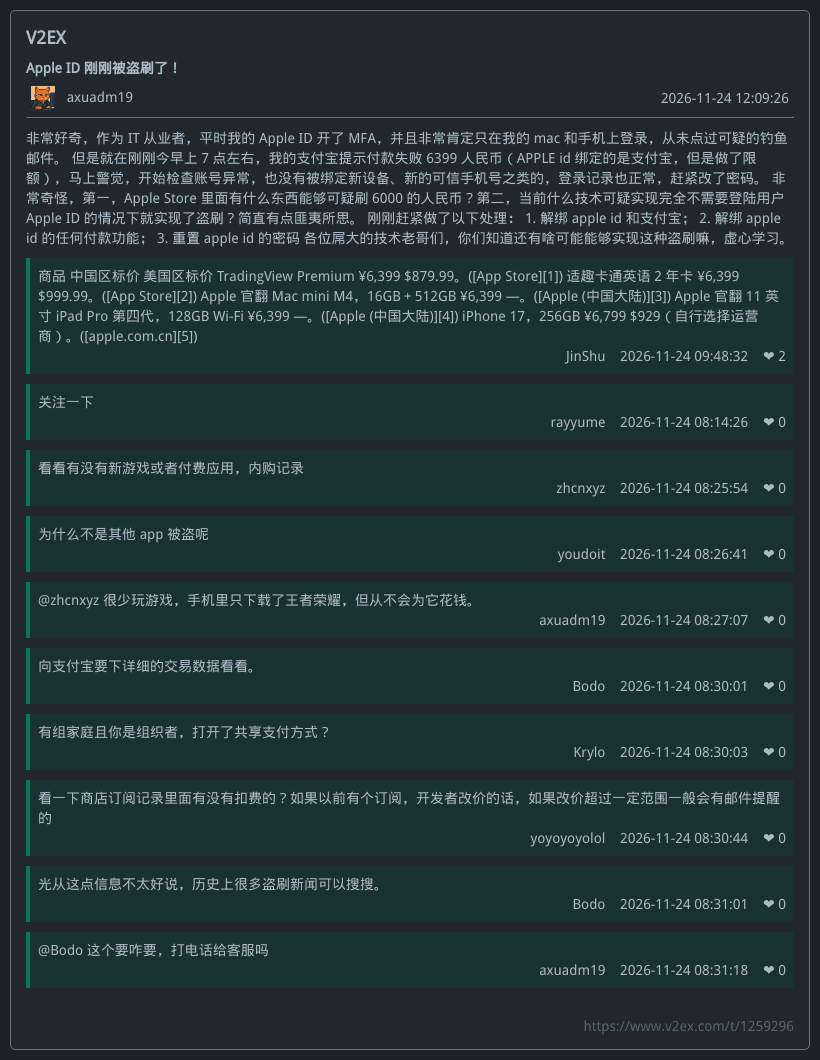 V2EX
Apple ID 刚刚被盗刷了！
axuadm19 2026-11-24 12:09:26
非常好奇，作为 IT 从业者，平时我的 Apple ID 开了 MFA，并且非常肯定只在我的 mac 和手机上登录，从未点过可疑的钓鱼
邮件。 但是就在刚刚今早上 7 点左右，我的支付宝提示付款失败 6399 人民币（ APPLE id 绑定的是支付宝，但是做了限
额），马上警觉，开始检查账号异常，也没有被绑定新设备、新的可信手机号之类的，登录记录也正常，赶紧改了密码。 非
常奇怪，第一，Apple Store 里面有什么东西能够可疑刷 6000 的人民币？第二，当前什么技术可疑实现完全不需要登陆用户
Apple ID 的情况下就实现了盗刷？简直有点匪夷所思。 刚刚赶紧做了以下处理： 1. 解绑 apple id 和支付宝； 2. 解绑 apple
id 的任何付款功能； 3. 重置 apple id 的密码 各位屌大的技术老哥们，你们知道还有啥可能能够实现这种盗刷嘛，虚心学习。
商品 中国区标价 美国区标价 TradingView Premium ¥6,399 $879.99。([App Store][1]) 适趣卡通英语 2 年卡 ¥6,399
$999.99。([App Store][2]) Apple 官翻 Mac mini M4，16GB + 512GB ¥6,399 —。([Apple (中国大陆)][3]) Apple 官翻 11 英
寸 iPad Pro 第四代，128GB Wi-Fi ¥6,399 —。([Apple (中国大陆)][4]) iPhone 17，256GB ¥6,799 $929（自行选择运营
商）。([apple.com.cn][5])
JinShu 2026-11-24 09:48:32 ❤ 2
关注一下
rayyume 2026-11-24 08:14:26 ❤ 0
看看有没有新游戏或者付费应用，内购记录
zhcnxyz 2026-11-24 08:25:54 ❤ 0
为什么不是其他 app 被盗呢
youdoit 2026-11-24 08:26:41 ❤ 0
@zhcnxyz 很少玩游戏，手机里只下载了王者荣耀，但从不会为它花钱。
axuadm19 2026-11-24 08:27:07 ❤ 0
向支付宝要下详细的交易数据看看。
Bodo 2026-11-24 08:30:01 ❤ 0
有组家庭且你是组织者，打开了共享支付方式？
Krylo 2026-11-24 08:30:03 ❤ 0
看一下商店订阅记录里面有没有扣费的？如果以前有个订阅，开发者改价的话，如果改价超过一定范围一般会有邮件提醒
的
yoyoyoyolol 2026-11-24 08:30:44 ❤ 0
光从这点信息不太好说，历史上很多盗刷新闻可以搜搜。
Bodo 2026-11-24 08:31:01 ❤ 0
@Bodo 这个要咋要，打电话给客服吗
axuadm19 2026-11-24 08:31:18 ❤ 0
https://www.v2ex.com/t/1259296